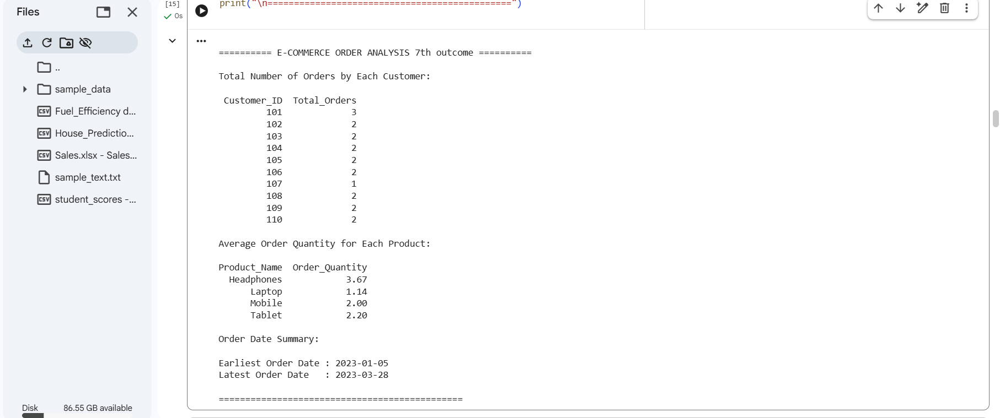 Files
..
sample_data
Fuel_Efficiency d...
House_Predictio...
Sales.xlsx - Sales...
sample_text.txt
student_scores -...
Disk 86.55 GB available
[15]
0s
print("\n==============================================")
========== E-COMMERCE ORDER ANALYSIS 7th outcome ==========
Total Number of Orders by Each Customer:
Customer_ID Total_Orders
101 3
102 2
103 2
104 2
105 2
106 2
107 1
108 2
109 2
110 2
Average Order Quantity for Each Product:
Product_Name Order_Quantity
Headphones 3.67
Laptop 1.14
Mobile 2.00
Tablet 2.20
Order Date Summary:
Earliest Order Date : 2023-01-05
Latest Order Date   : 2023-03-28
==============================================